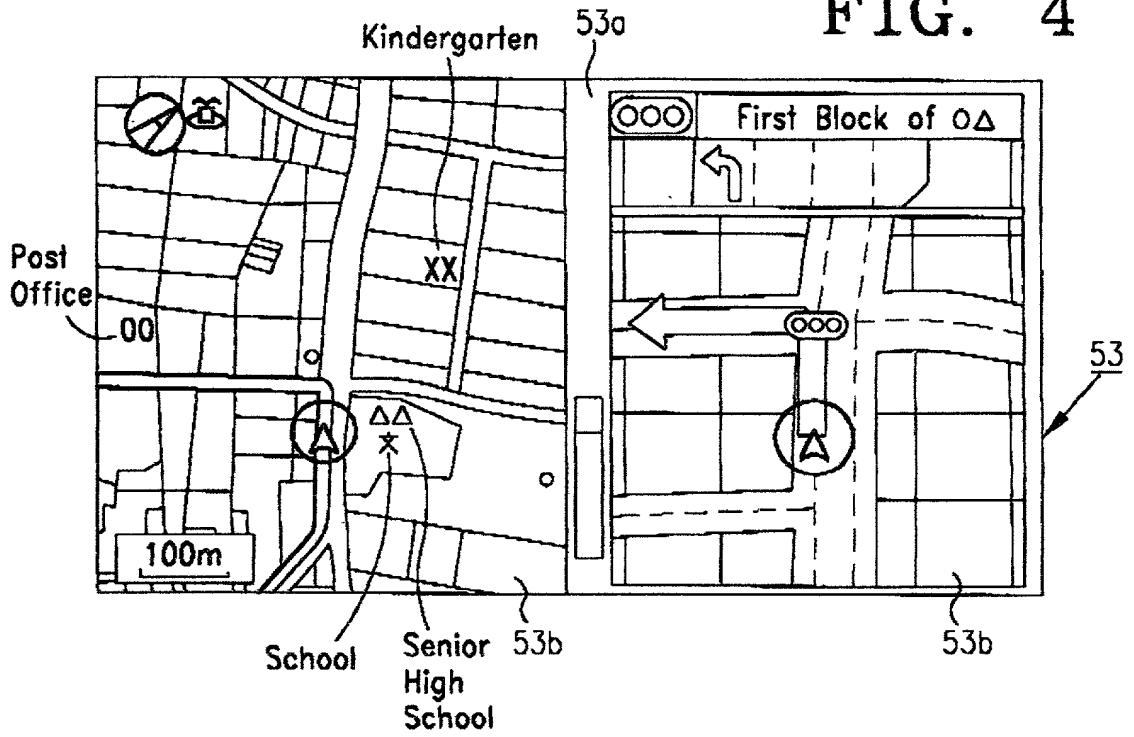 FIG. 4
Kindergarten
53a
First Block of ○△
Post
Office
XX
OO
53
△△
文
100m
School
Senior
High
School
53b
53b